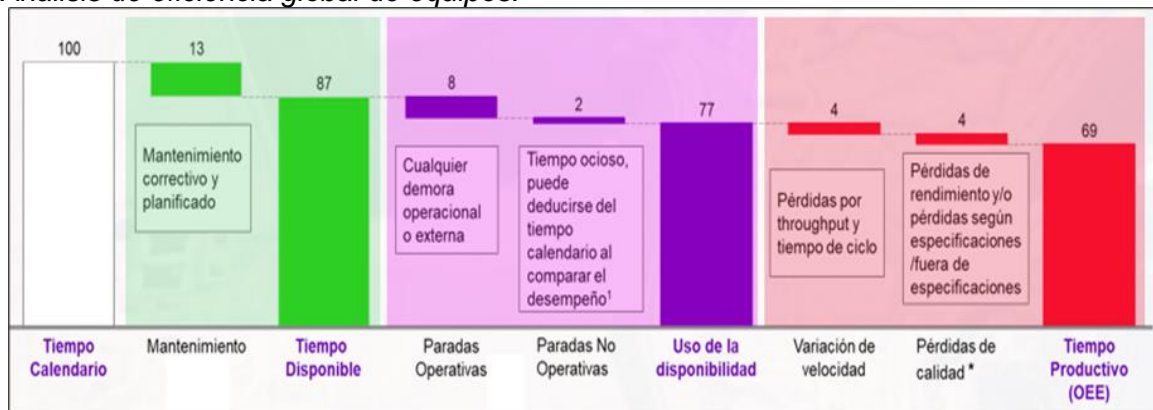 Análisis de eficiencia global de equipos.
100
13
87
8
2
77
4
4
69
Mantenimiento
correctivo y
planificado
Cualquier
demora
operacional
o externa
Tiempo ocioso,
puede
deducirse del
tiempo
calendario al
comparar el
desempeño¹
Pérdidas por
throughput y
tiempo de ciclo
Pérdidas de
rendimiento y/o
pérdidas según
especificaciones
/fuera de
especificaciones
Tiempo
Calendario
Mantenimiento
Tiempo
Disponible
Paradas
Operativas
Paradas No
Operativas
Uso de la
disponibilidad
Variación de
velocidad
Pérdidas de
calidad *
Tiempo
Productivo
(OEE)